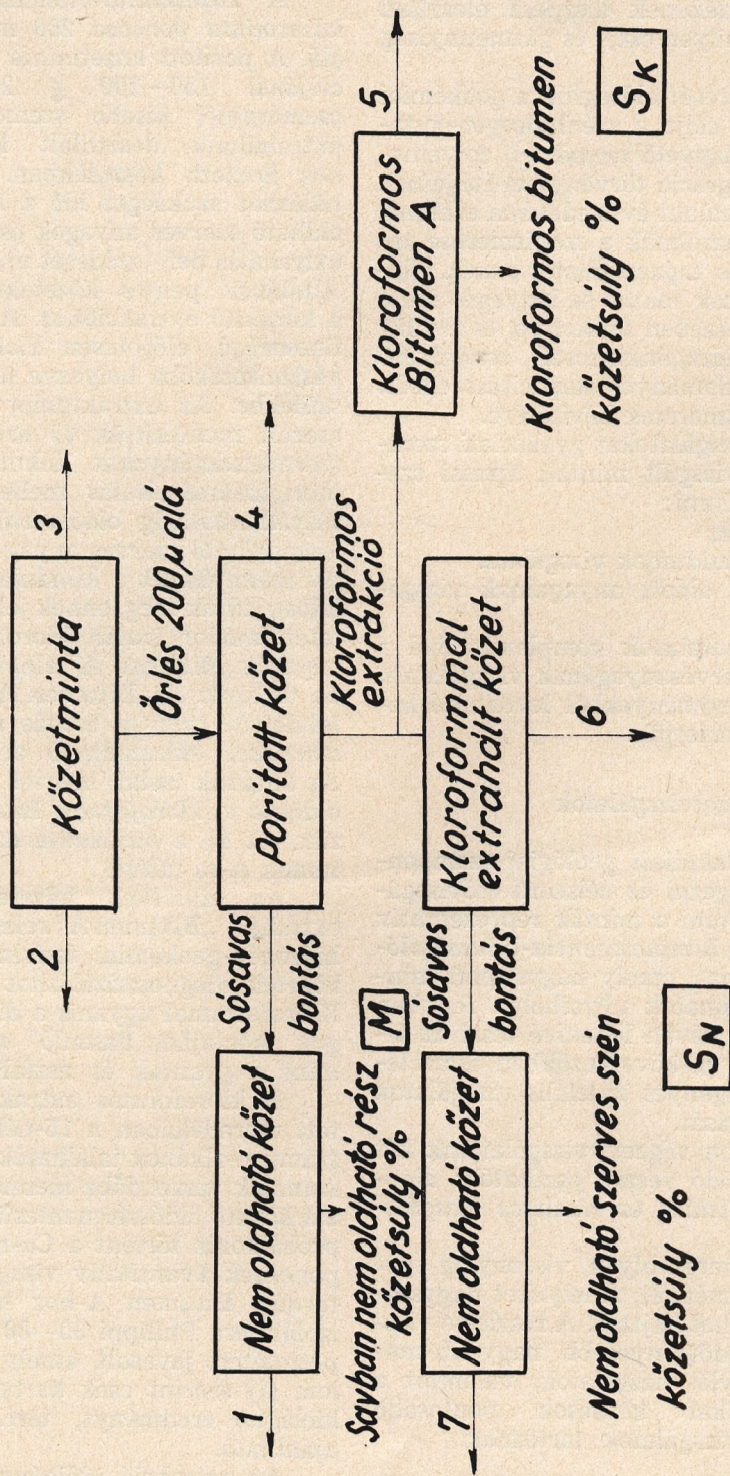 Kőzetminta
2
3
Őrlés 200μ alá
Porított kőzet
4
Sósavas
bontás
Nem oldható kőzet
1
Savban nem oldható rész
kőzetsúly %
M
Kloroformos
extrakció
Kloroformos
Bitumen A
5
Kloroformos bitumen
kőzetsúly %
SK
Kloroformmal
extrahált kőzet
6
Sósavas
bontás
Nem oldható kőzet
7
Nem oldható szerves szén
kőzetsúly %
SN